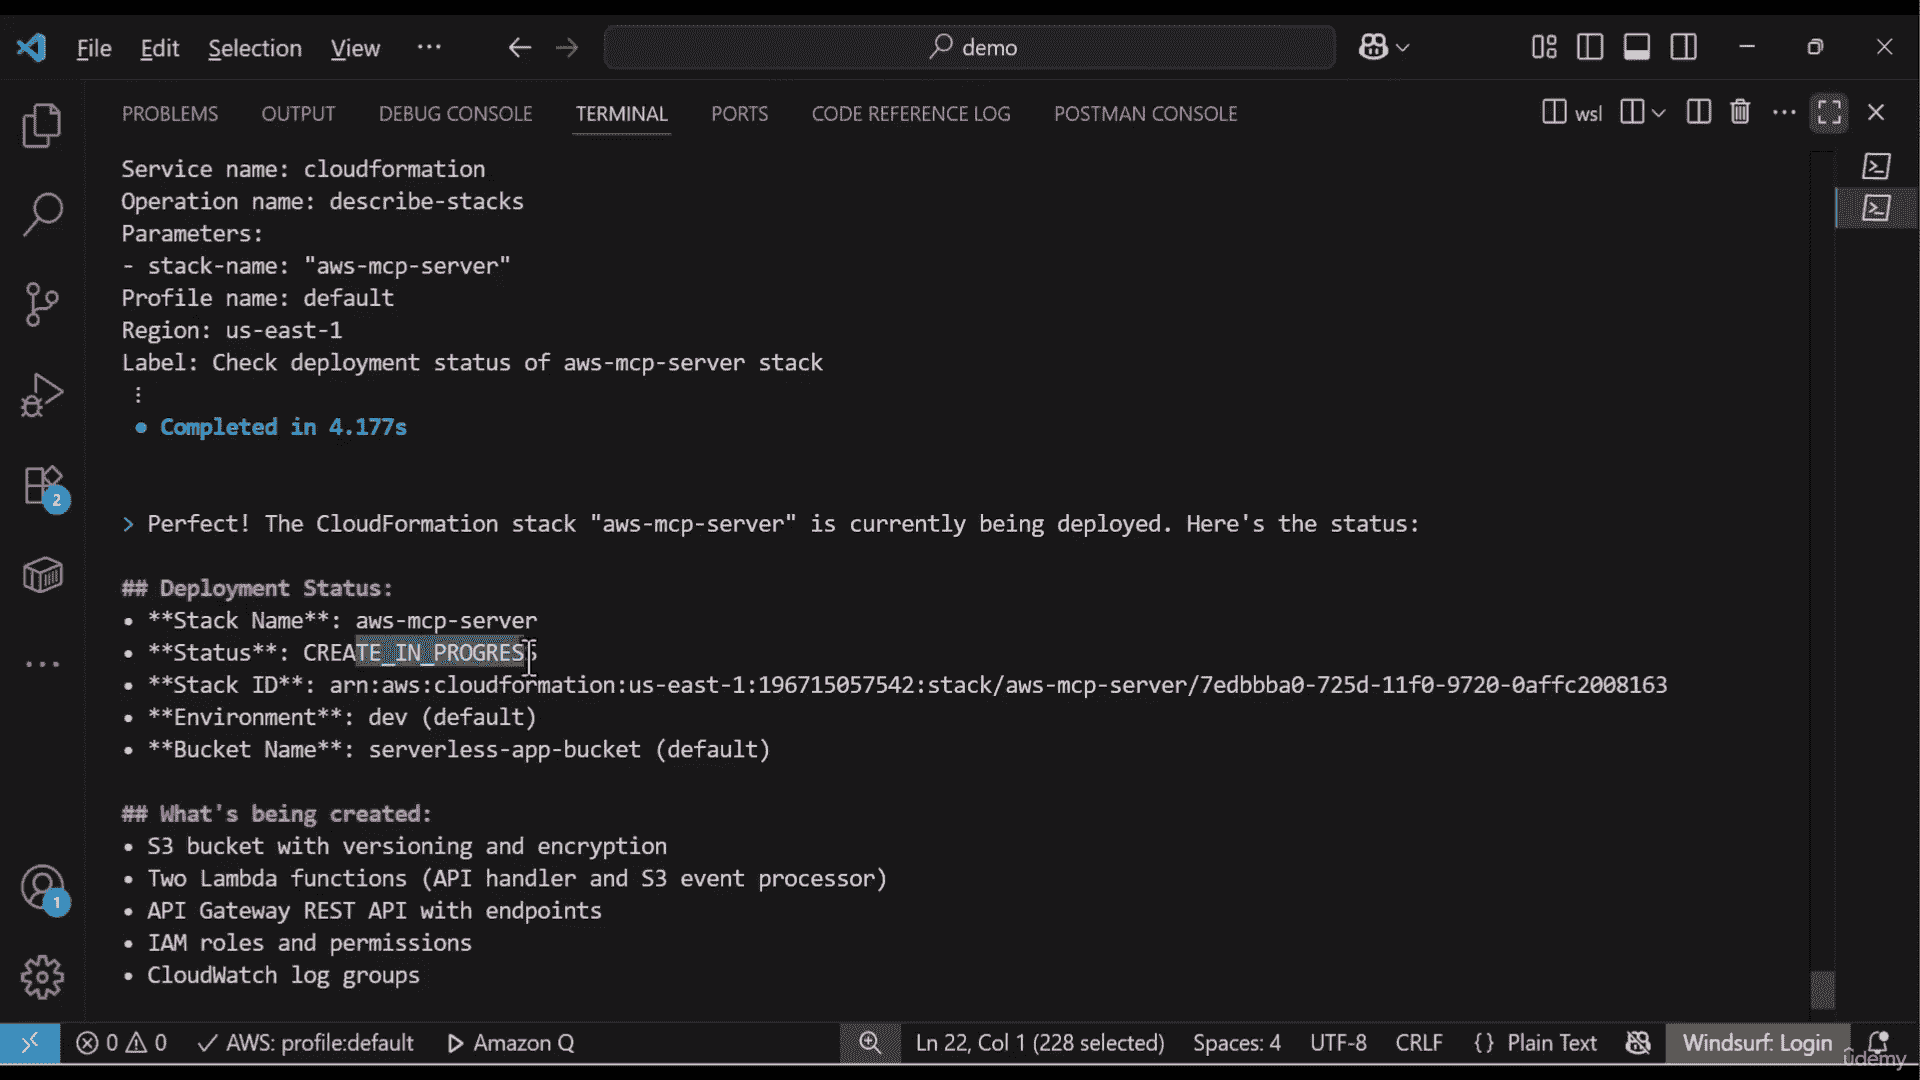 File Edit Selection View ··· demo
PROBLEMS OUTPUT DEBUG CONSOLE TERMINAL PORTS CODE REFERENCE LOG POSTMAN CONSOLE wsl
Service name: cloudformation
Operation name: describe-stacks
Parameters:
- stack-name: "aws-mcp-server"
Profile name: default
Region: us-east-1
Label: Check deployment status of aws-mcp-server stack
⋮
● Completed in 4.177s
> Perfect! The CloudFormation stack "aws-mcp-server" is currently being deployed. Here's the status:
## Deployment Status:
• **Stack Name**: aws-mcp-server
• **Status**: CREATE_IN_PROGRESS
• **Stack ID**: arn:aws:cloudformation:us-east-1:196715057542:stack/aws-mcp-server/7edbbba0-725d-11f0-9720-0affc2008163
• **Environment**: dev (default)
• **Bucket Name**: serverless-app-bucket (default)
## What's being created:
• S3 bucket with versioning and encryption
• Two Lambda functions (API handler and S3 event processor)
• API Gateway REST API with endpoints
• IAM roles and permissions
• CloudWatch log groups
2
1
0 0 AWS: profile:default Amazon Q Ln 22, Col 1 (228 selected) Spaces: 4 UTF-8 CRLF {} Plain Text Windsurf: Login
ûdemy